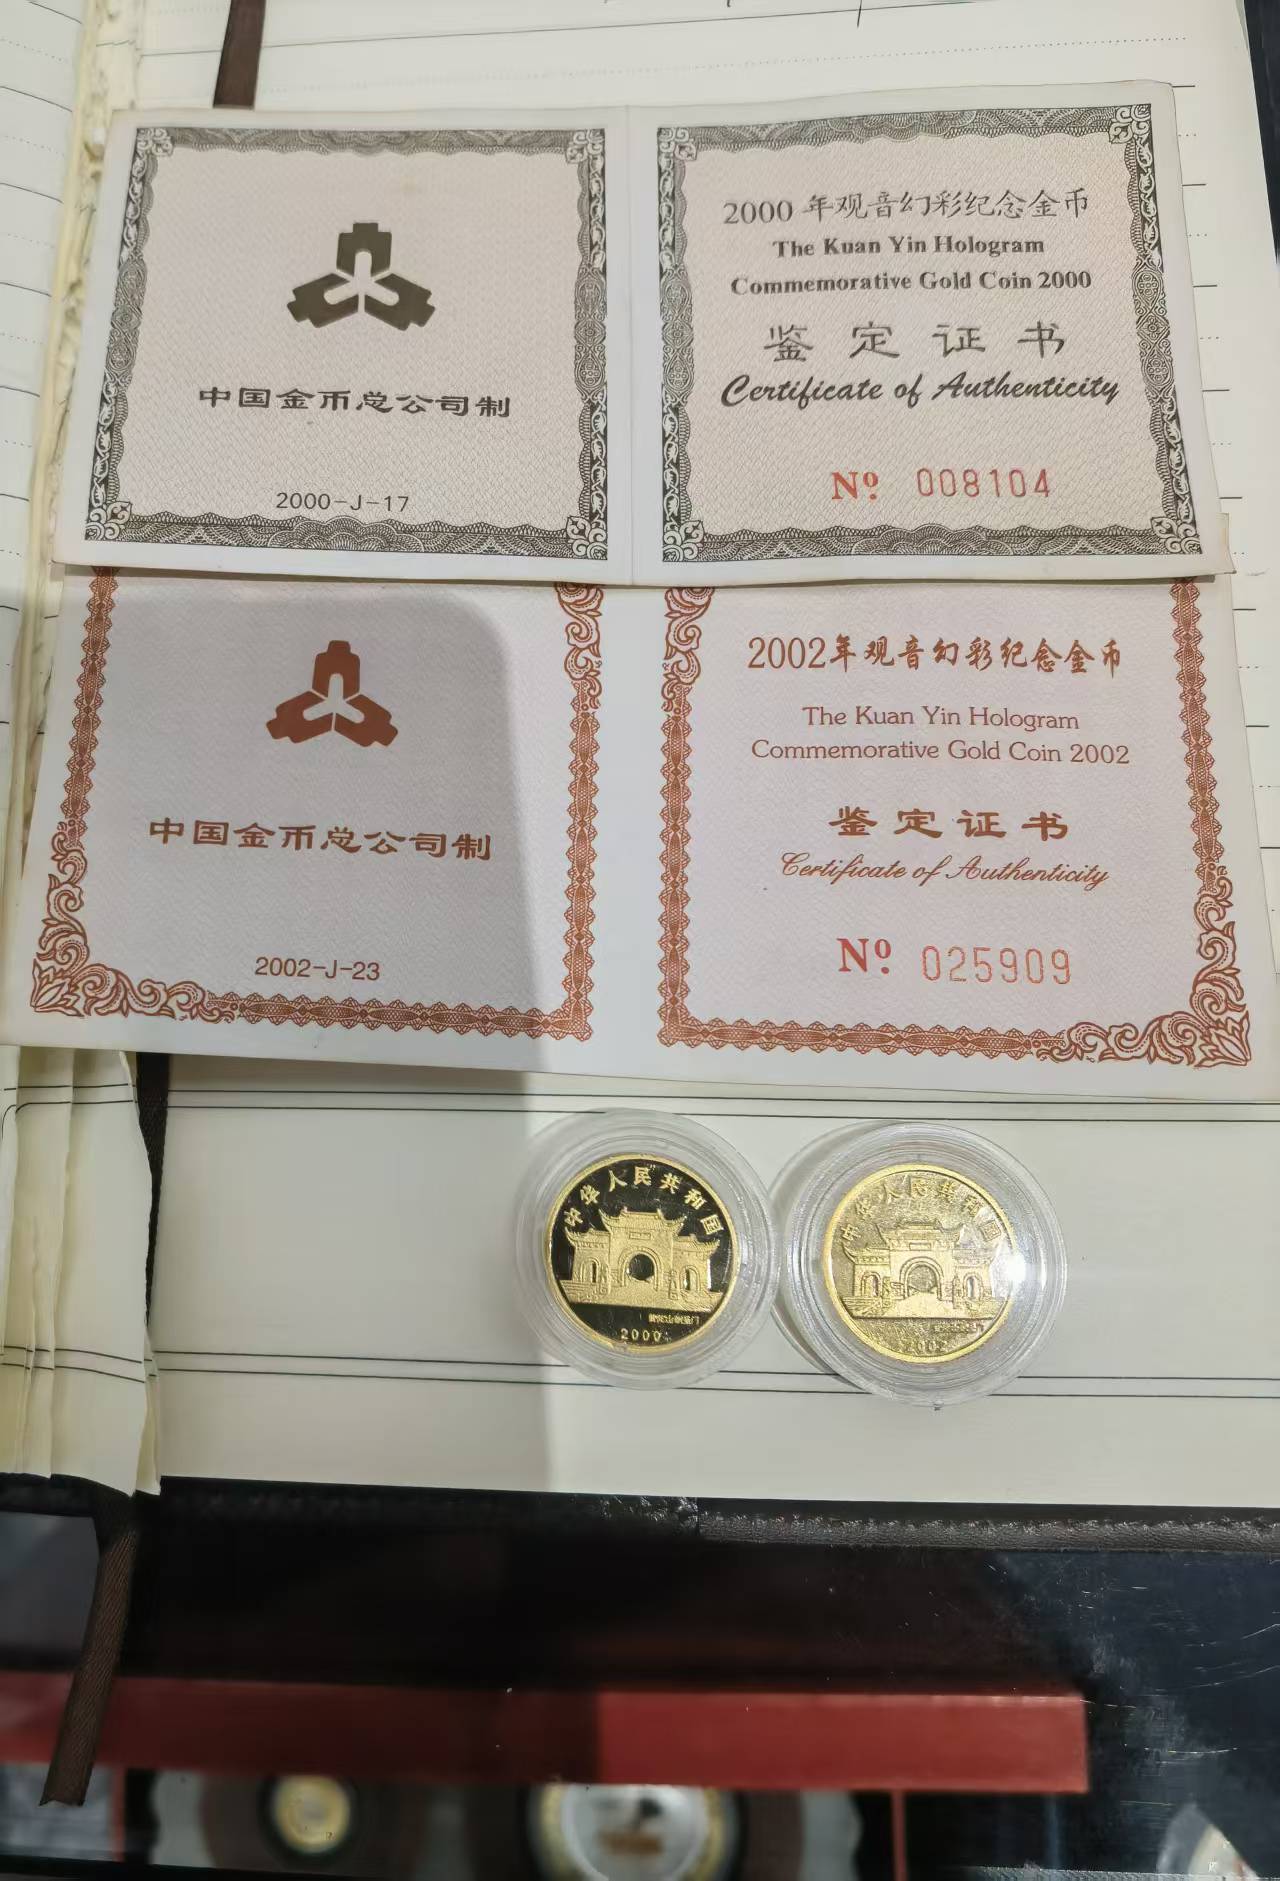 中国金币总公司制
2000-J-17
2000年观音幻彩纪念金币
The Kuan Yin Hologram
Commemorative Gold Coin 2000
鉴定证书
Certificate of Authenticity
Nº. 008104
中国金币总公司制
2002-J-23
2002年观音幻彩纪念金币
The Kuan Yin Hologram
Commemorative Gold Coin 2002
鉴定证书
Certificate of Authenticity
Nº. 025909
中华人民共和国
2000
中华人民共和国
2002